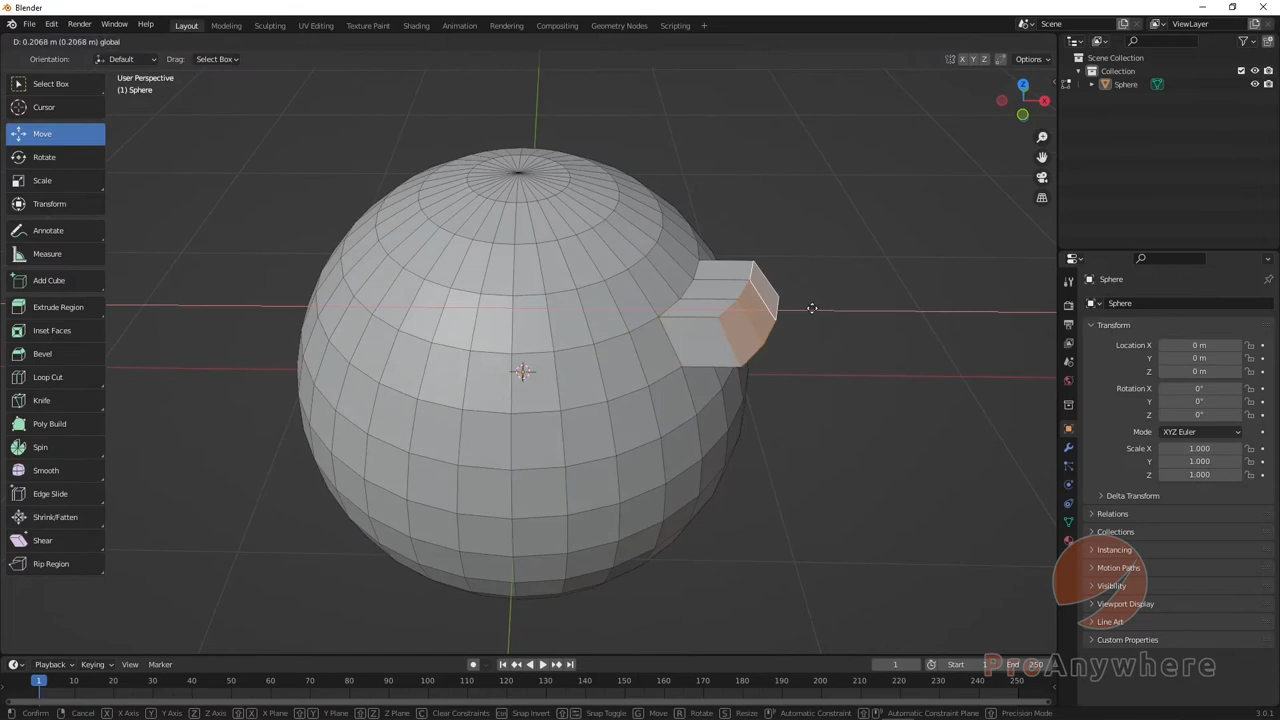 Blender
File Edit Render Window Help Layout Modeling Sculpting UV Editing Texture Paint Shading Animation Rendering Compositing Geometry Nodes Scripting + Scene ViewLayer
D: 0.2068 m (0.2068 m) global
Orientation: Default Drag: Select Box X Y Z Options
User Perspective
(1) Sphere
Select Box
Cursor
Move
Rotate
Scale
Transform
Annotate
Measure
Add Cube
Extrude Region
Inset Faces
Bevel
Loop Cut
Knife
Poly Build
Spin
Smooth
Edge Slide
Shrink/Fatten
Shear
Rip Region
Z
X
Scene Collection
Collection
Sphere
Sphere
Sphere
Transform
Location X 0 m
Y 0 m
Z 0 m
Rotation X 0°
Y 0°
Z 0°
Mode XYZ Euler
Scale X 1.000
Y 1.000
Z 1.000
Delta Transform
Relations
Collections
Instancing
Motion Paths
Visibility
Viewport Display
Line Art
Custom Properties
ProAnywhere
Playback Keying View Marker 1 Start 1 End 250
1 10 20 30 40 50 60 70 80 90 100 110 120 130 140 150 160 170 180 190 200 210 220 230 240 250
Confirm Cancel X X Axis Y Y Axis Z Z Axis X X Plane Y Y Plane Z Z Plane C Clear Constraints Snap Invert Snap Toggle G Move R Rotate S Resize Automatic Constraint Automatic Constraint Plane Precision Mode 3.0.1